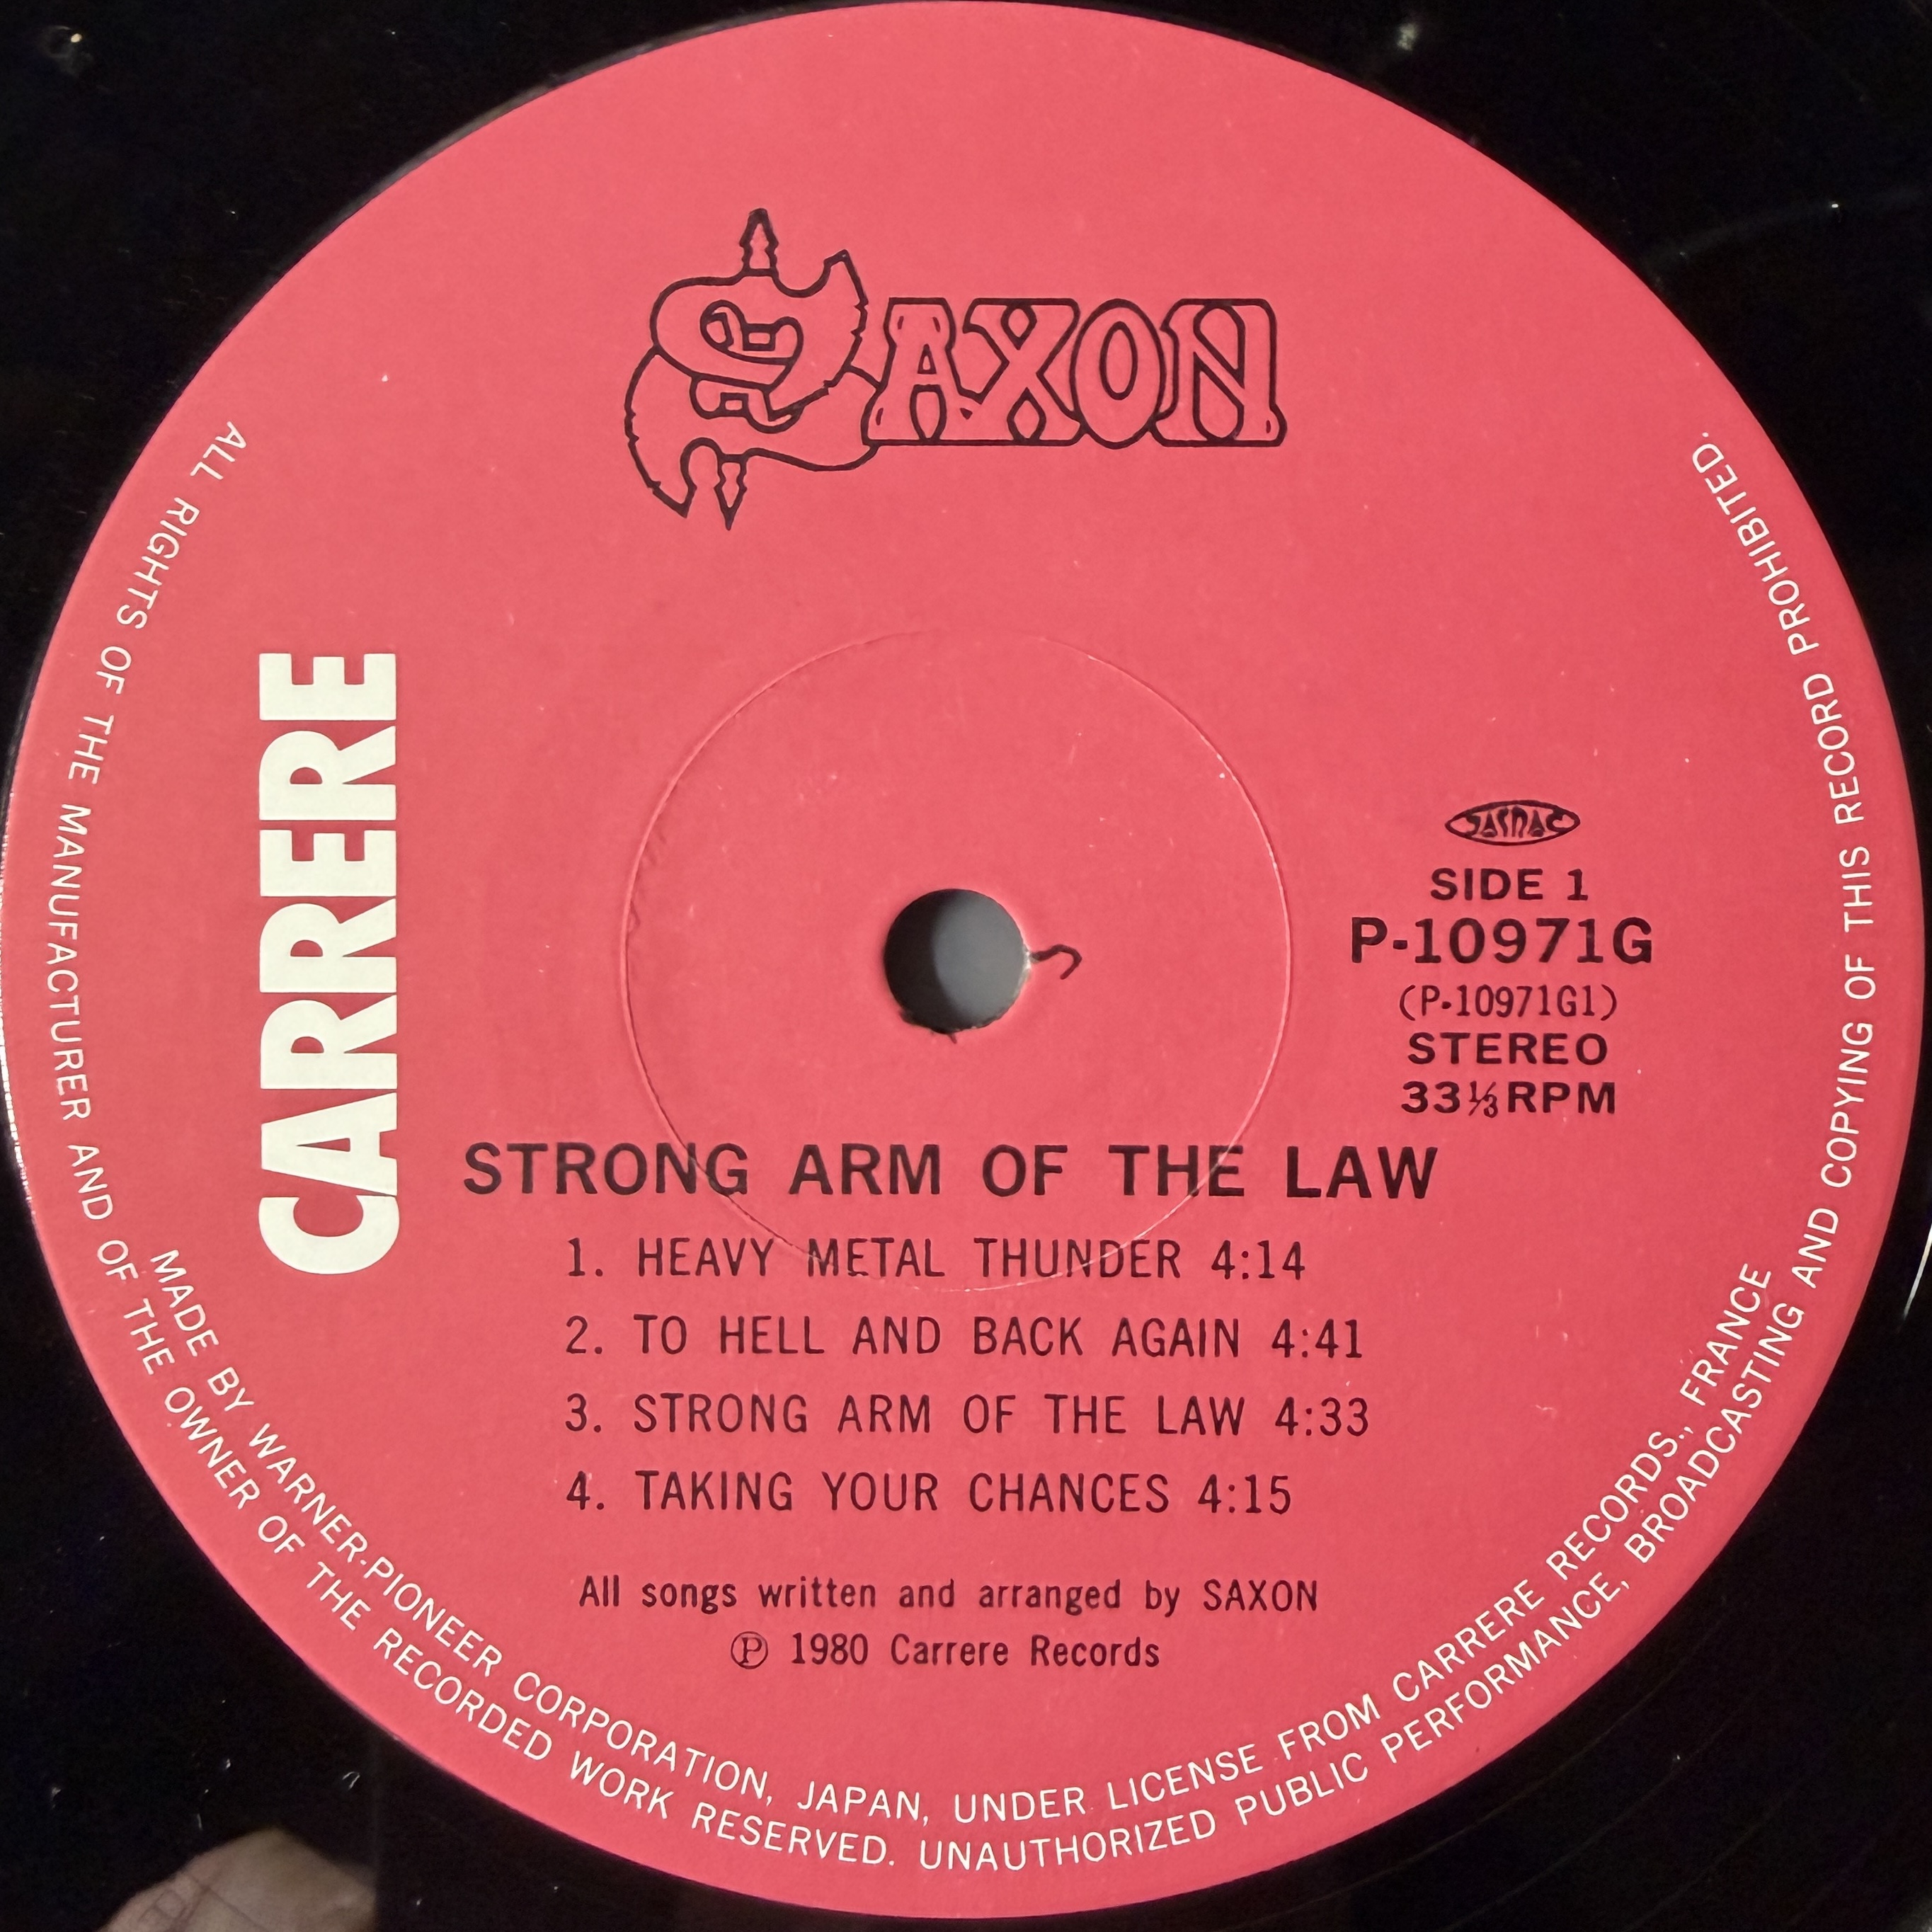 SAXON
CARRERE
JASRAC
SIDE 1
P-10971G
(P-10971G1)
STEREO
33⅓RPM
STRONG ARM OF THE LAW
1. HEAVY METAL THUNDER 4:14
2. TO HELL AND BACK AGAIN 4:41
3. STRONG ARM OF THE LAW 4:33
4. TAKING YOUR CHANCES 4:15
All songs written and arranged by SAXON
℗ 1980 Carrere Records
MADE BY WARNER-PIONEER CORPORATION, JAPAN, UNDER LICENSE FROM CARRERE RECORDS., FRANCE
ALL RIGHTS OF THE MANUFACTURER AND OF THE OWNER OF THE RECORDED WORK RESERVED. UNAUTHORIZED PUBLIC PERFORMANCE, BROADCASTING AND COPYING OF THIS RECORD PROHIBITED.